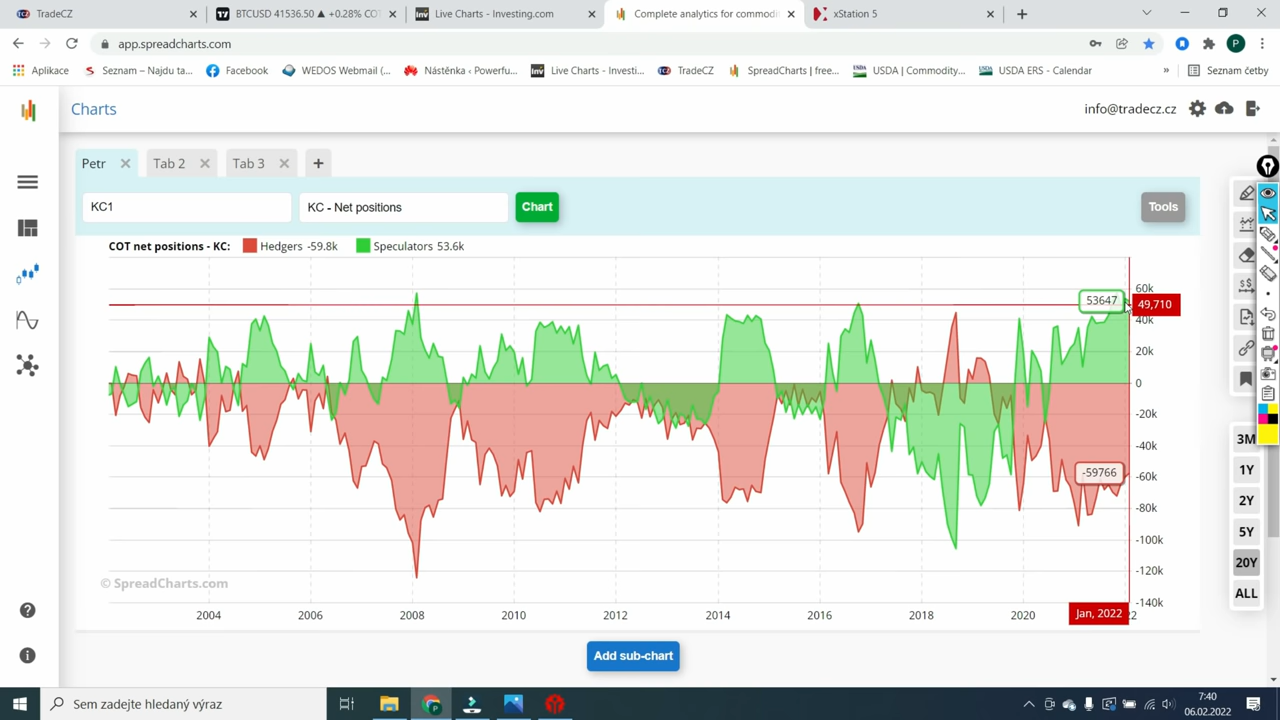 TradeCZ
BTCUSD 41536.50 ▲ +0.28% CO
Live Charts - Investing.com
Complete analytics for commodi
xStation 5
app.spreadcharts.com
Aplikace
Seznam – Najdu ta...
Facebook
WEDOS Webmail (...
Nástěnka ‹ Powerfu...
Live Charts - Investi...
TradeCZ
SpreadCharts | free...
USDA | Commodity...
USDA ERS - Calendar
»
Seznam četby
Charts
info@tradecz.cz
Petr
Tab 2
Tab 3
KC1
KC - Net positions
Chart
Tools
COT net positions - KC:
Hedgers -59.8k
Speculators 53.6k
60k
53647
49,710
40k
20k
0
-20k
-40k
-60k
-59766
-80k
-100k
-120k
-140k
© SpreadCharts.com
2004
2006
2008
2010
2012
2014
2016
2018
2020
Jan, 2022
2
3M
1Y
2Y
5Y
20Y
ALL
Add sub-chart
Sem zadejte hledaný výraz
7:40
06.02.2022